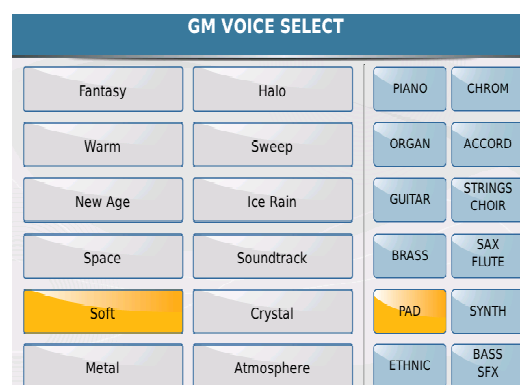 GM VOICE SELECT
Fantasy Halo PIANO CHROM
Warm Sweep ORGAN ACCORD
New Age Ice Rain GUITAR STRINGS
CHOIR
Space Soundtrack BRASS SAX
FLUTE
Soft Crystal PAD SYNTH
Metal Atmosphere ETHNIC BASS
SFX